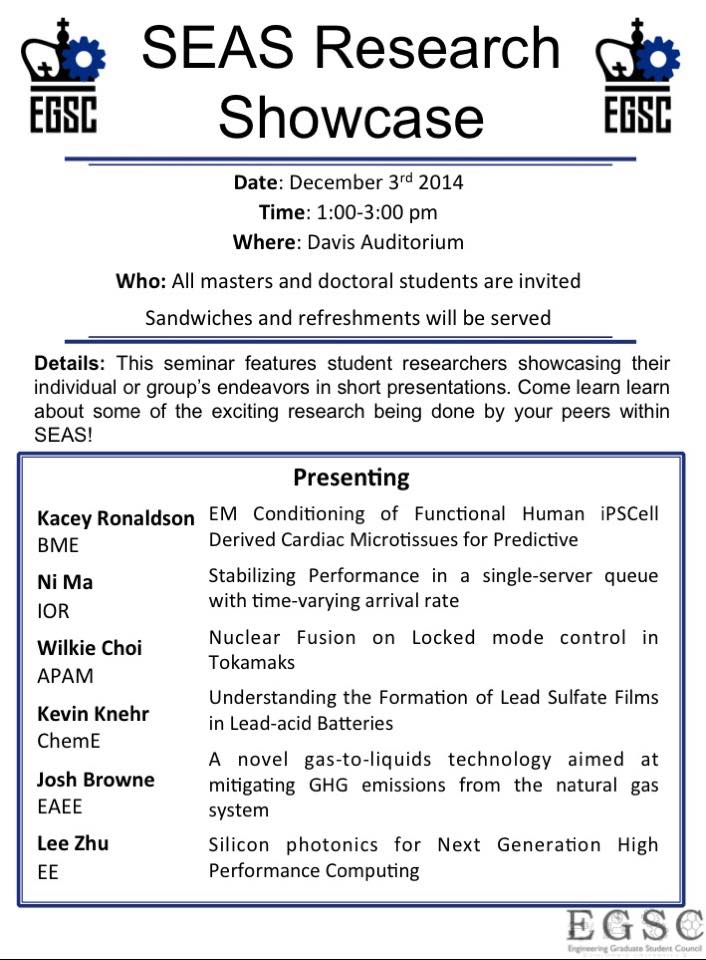 EGSC
SEAS Research
Showcase
EGSC
Date: December 3rd 2014
Time: 1:00-3:00 pm
Where: Davis Auditorium
Who: All masters and doctoral students are invited
Sandwiches and refreshments will be served
Details: This seminar features student researchers showcasing their
individual or group's endeavors in short presentations. Come learn learn
about some of the exciting research being done by your peers within
SEAS!
Presenting
Kacey Ronaldson
BME
EM Conditioning of Functional Human iPSCell
Derived Cardiac Microtissues for Predictive
Ni Ma
IOR
Stabilizing Performance in a single-server queue
with time-varying arrival rate
Wilkie Choi
APAM
Nuclear Fusion on Locked mode control in
Tokamaks
Kevin Knehr
ChemE
Understanding the Formation of Lead Sulfate Films
in Lead-acid Batteries
Josh Browne
EAEE
A novel gas-to-liquids technology aimed at
mitigating GHG emissions from the natural gas
system
Lee Zhu
EE
Silicon photonics for Next Generation High
Performance Computing
EGSC
Engineering Graduate Student Council